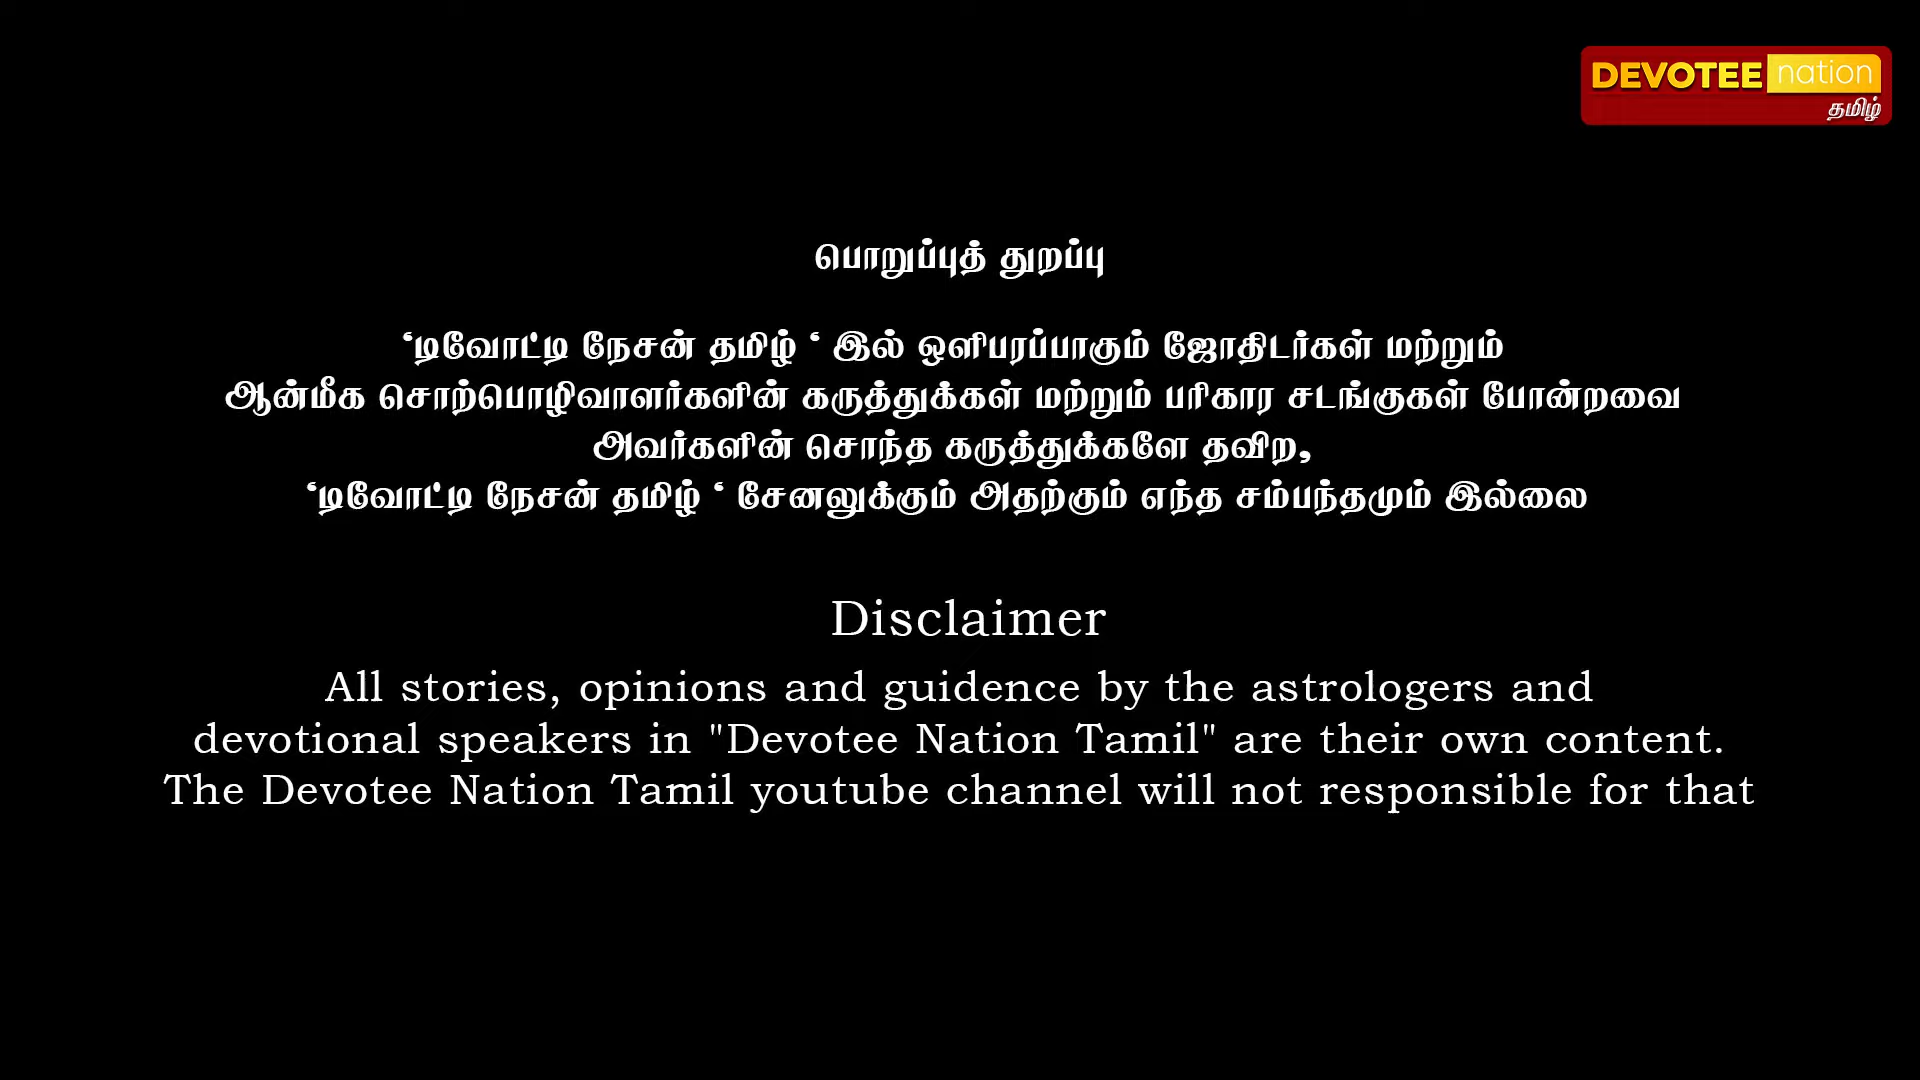 DEVOTEE nation
தமிழ்
பொறுப்புத் துறப்பு
‘டிவோட்டி நேசன் தமிழ் ‘ இல் ஒளிபரப்பாகும் ஜோதிடர்கள் மற்றும்
ஆன்மீக சொற்பொழிவாளர்களின் கருத்துக்கள் மற்றும் பரிகார சடங்குகள் போன்றவை
அவர்களின் சொந்த கருத்துக்களே தவிற,
‘டிவோட்டி நேசன் தமிழ் ‘ சேனலுக்கும் அதற்கும் எந்த சம்பந்தமும் இல்லை
Disclaimer
All stories, opinions and guidence by the astrologers and
devotional speakers in "Devotee Nation Tamil" are their own content.
The Devotee Nation Tamil youtube channel will not responsible for that